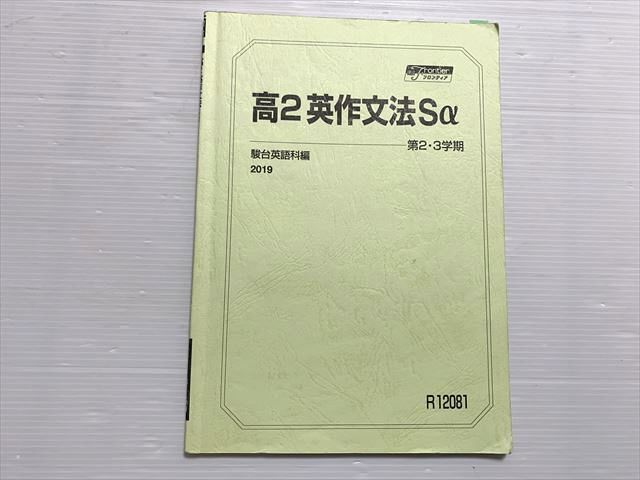 Frontier
フロンティア
高2 英作文法Sα
第2・3学期
駿台英語科編
2019
R12081